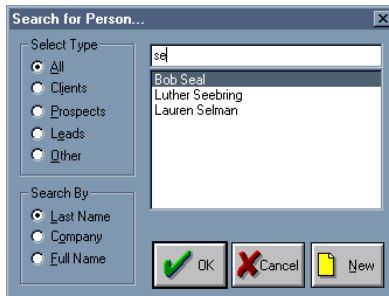 Search for Person...
Select Type
All
Clients
Prospects
Leads
Other
Search By
Last Name
Company
Full Name
se
Bob Seal
Luther Seebring
Lauren Selman
OK
Cancel
New